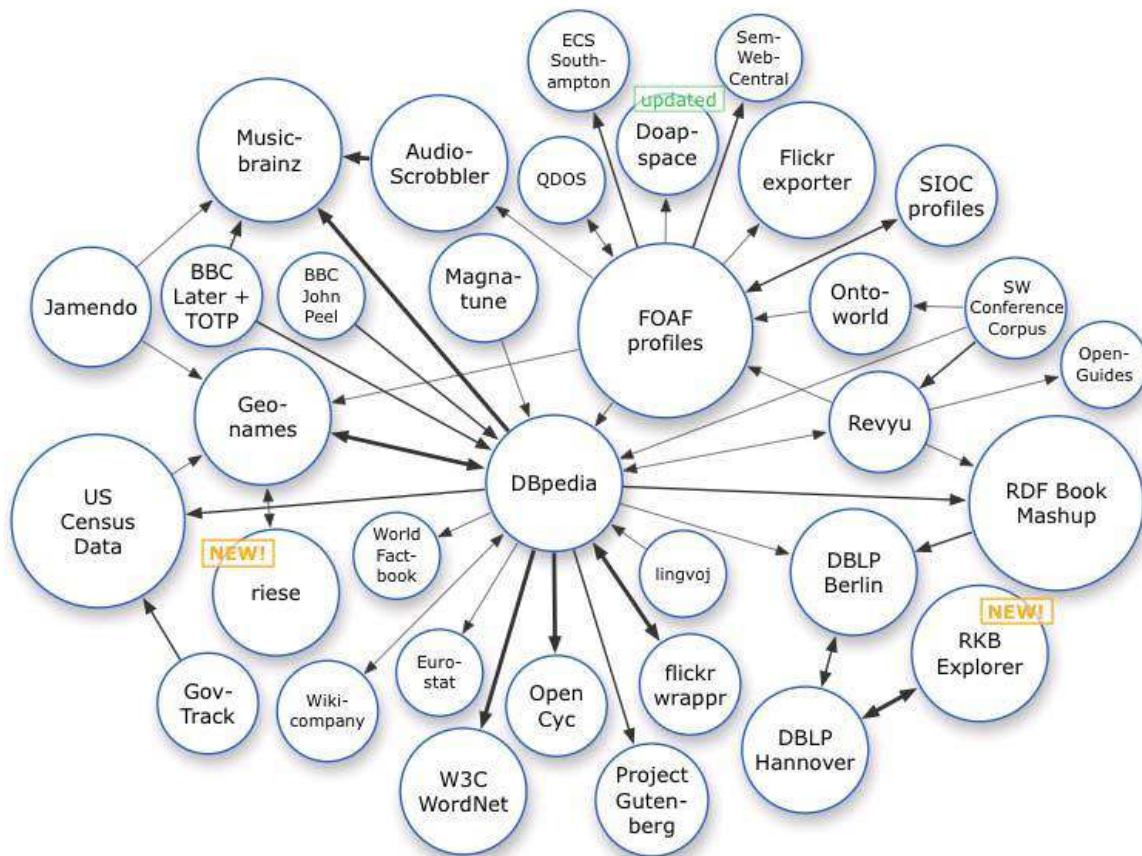 ECS
South-
ampton
Sem-
Web-
Central
updated
Doap-
space
Music-
brainz
Audio-
Scrobbler
QDOS
Flickr
exporter
SIOC
profiles
Jamendo
BBC
Later +
TOTP
BBC
John
Peel
Magna-
tune
FOAF
profiles
Onto-
world
SW
Conference
Corpus
Open-
Guides
Geo-
names
Revyu
DBpedia
US
Census
Data
RDF Book
Mashup
NEW!
riese
World
Fact-
book
lingvoj
DBLP
Berlin
NEW!
RKB
Explorer
Gov-
Track
Wiki-
company
Euro-
stat
Open
Cyc
flickr
wrappr
DBLP
Hannover
W3C
WordNet
Project
Guten-
berg